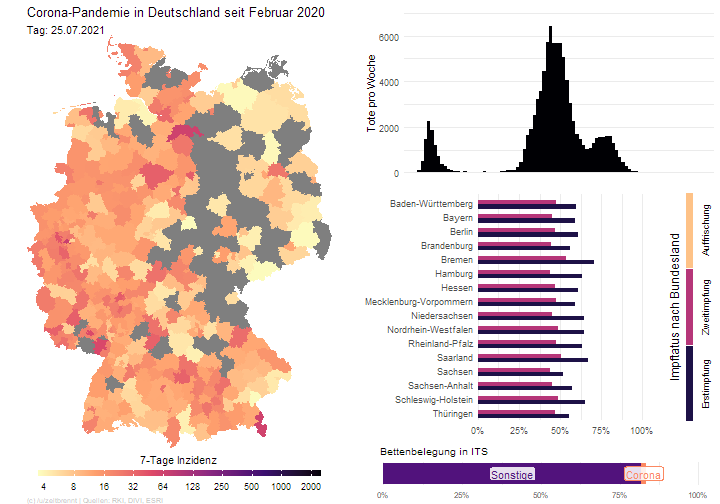 Corona-Pandemie in Deutschland seit Februar 2020
Tag: 25.07.2021
7-Tage Inzidenz
4 8 16 32 64 125 250 500 1000 2000
(c) /u/zeitbrennt | Quellen: RKI, DIVI, ESRI
Tote pro Woche
6000
4000
2000
0
Baden-Württemberg
Bayern
Berlin
Brandenburg
Bremen
Hamburg
Hessen
Mecklenburg-Vorpommern
Niedersachsen
Nordrhein-Westfalen
Rheinland-Pfalz
Saarland
Sachsen
Sachsen-Anhalt
Schleswig-Holstein
Thüringen
0% 25% 50% 75% 100%
Impfstatus nach Bundesland
Auffrischung
Zweitimpfung
Erstimpfung
Bettenbelegung in ITS
Sonstige
Corona
0% 25% 50% 75% 100%